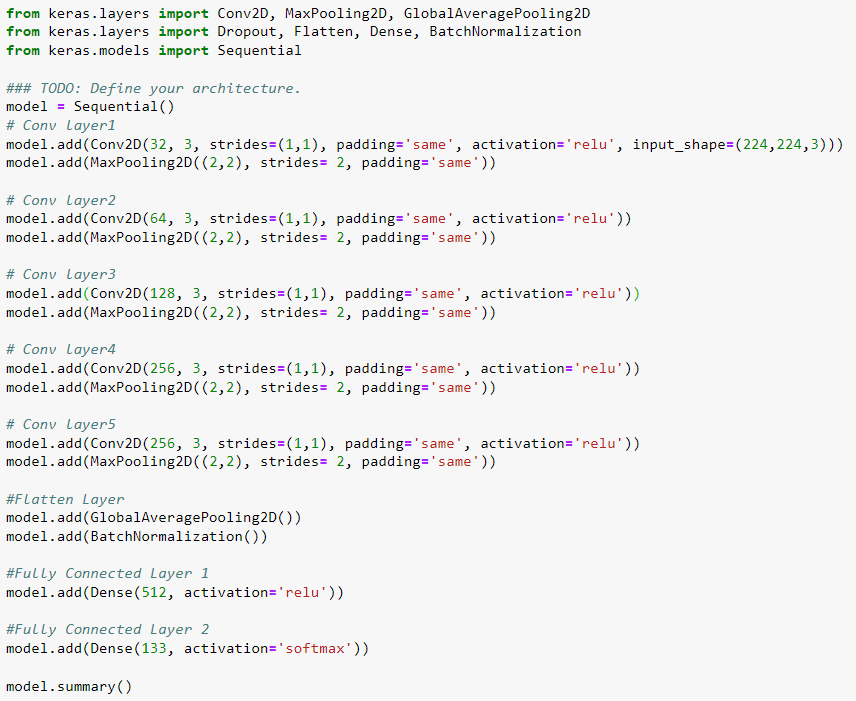 from keras.layers import Conv2D, MaxPooling2D, GlobalAveragePooling2D
from keras.layers import Dropout, Flatten, Dense, BatchNormalization
from keras.models import Sequential

### TODO: Define your architecture.
model = Sequential()
# Conv layer1
model.add(Conv2D(32, 3, strides=(1,1), padding='same', activation='relu', input_shape=(224,224,3)))
model.add(MaxPooling2D((2,2), strides= 2, padding='same'))

# Conv layer2
model.add(Conv2D(64, 3, strides=(1,1), padding='same', activation='relu'))
model.add(MaxPooling2D((2,2), strides= 2, padding='same'))

# Conv layer3
model.add(Conv2D(128, 3, strides=(1,1), padding='same', activation='relu'))
model.add(MaxPooling2D((2,2), strides= 2, padding='same'))

# Conv layer4
model.add(Conv2D(256, 3, strides=(1,1), padding='same', activation='relu'))
model.add(MaxPooling2D((2,2), strides= 2, padding='same'))

# Conv layer5
model.add(Conv2D(256, 3, strides=(1,1), padding='same', activation='relu'))
model.add(MaxPooling2D((2,2), strides= 2, padding='same'))

#Flatten Layer
model.add(GlobalAveragePooling2D())
model.add(BatchNormalization())

#Fully Connected Layer 1
model.add(Dense(512, activation='relu'))

#Fully Connected Layer 2
model.add(Dense(133, activation='softmax'))

model.summary()